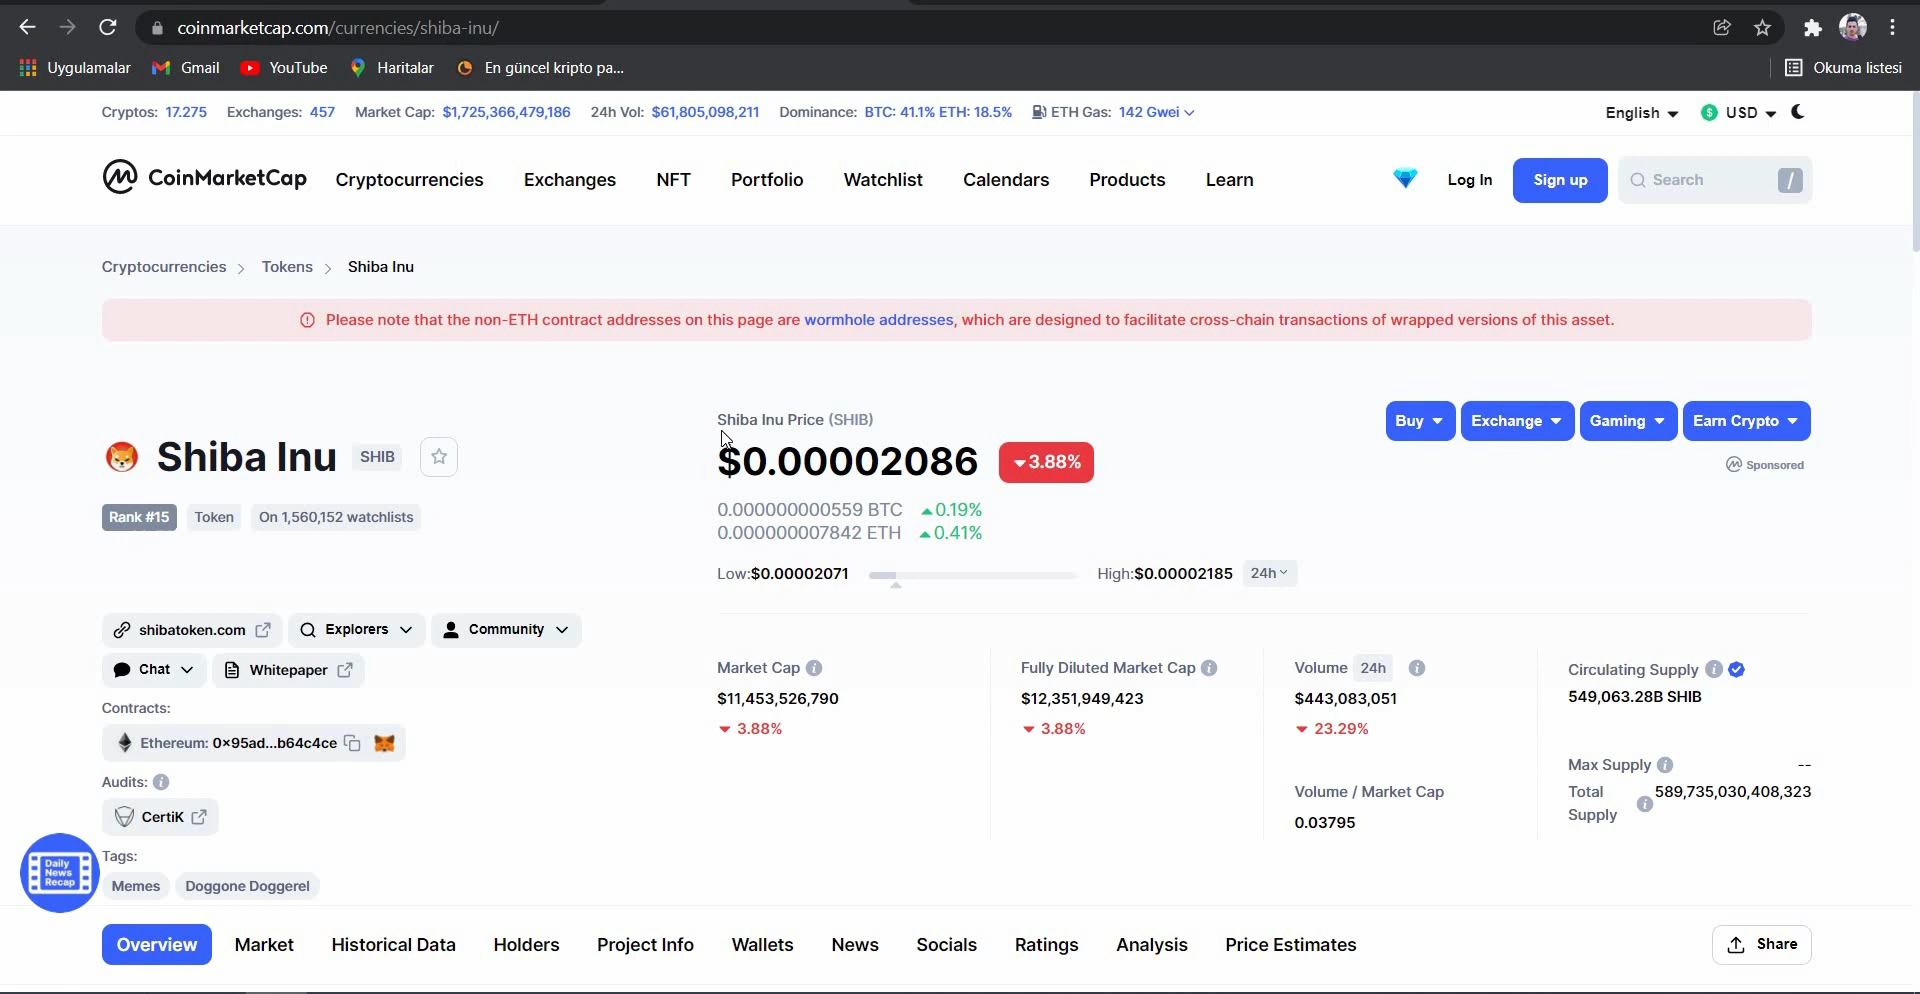 coinmarketcap.com/currencies/shiba-inu/
Uygulamalar Gmail YouTube Haritalar En güncel kripto pa... Okuma listesi
Cryptos: 17.275 Exchanges: 457 Market Cap: $1,725,366,479,186 24h Vol: $61,805,098,211 Dominance: BTC: 41.1% ETH: 18.5% ETH Gas: 142 Gwei English $ USD
CoinMarketCap Cryptocurrencies Exchanges NFT Portfolio Watchlist Calendars Products Learn Log In Sign up Search /
Cryptocurrencies > Tokens > Shiba Inu
Please note that the non-ETH contract addresses on this page are wormhole addresses, which are designed to facilitate cross-chain transactions of wrapped versions of this asset.
Shiba Inu SHIB
Rank #15 Token On 1,560,152 watchlists
shibatoken.com Explorers Community
Chat Whitepaper
Contracts:
Ethereum: 0x95ad...b64c4ce
Audits:
CertiK
Tags:
Memes Doggone Doggerel
Daily
News
Recap
Shiba Inu Price (SHIB)
$0.00002086 3.88%
0.000000000559 BTC 0.19%
0.000000007842 ETH 0.41%
Low:$0.00002071 High:$0.00002185 24h
Buy Exchange Gaming Earn Crypto
Sponsored
Market Cap
$11,453,526,790
3.88%
Fully Diluted Market Cap
$12,351,949,423
3.88%
Volume 24h
$443,083,051
23.29%
Volume / Market Cap
0.03795
Circulating Supply
549,063.28B SHIB
Max Supply --
Total Supply 589,735,030,408,323
Overview Market Historical Data Holders Project Info Wallets News Socials Ratings Analysis Price Estimates Share